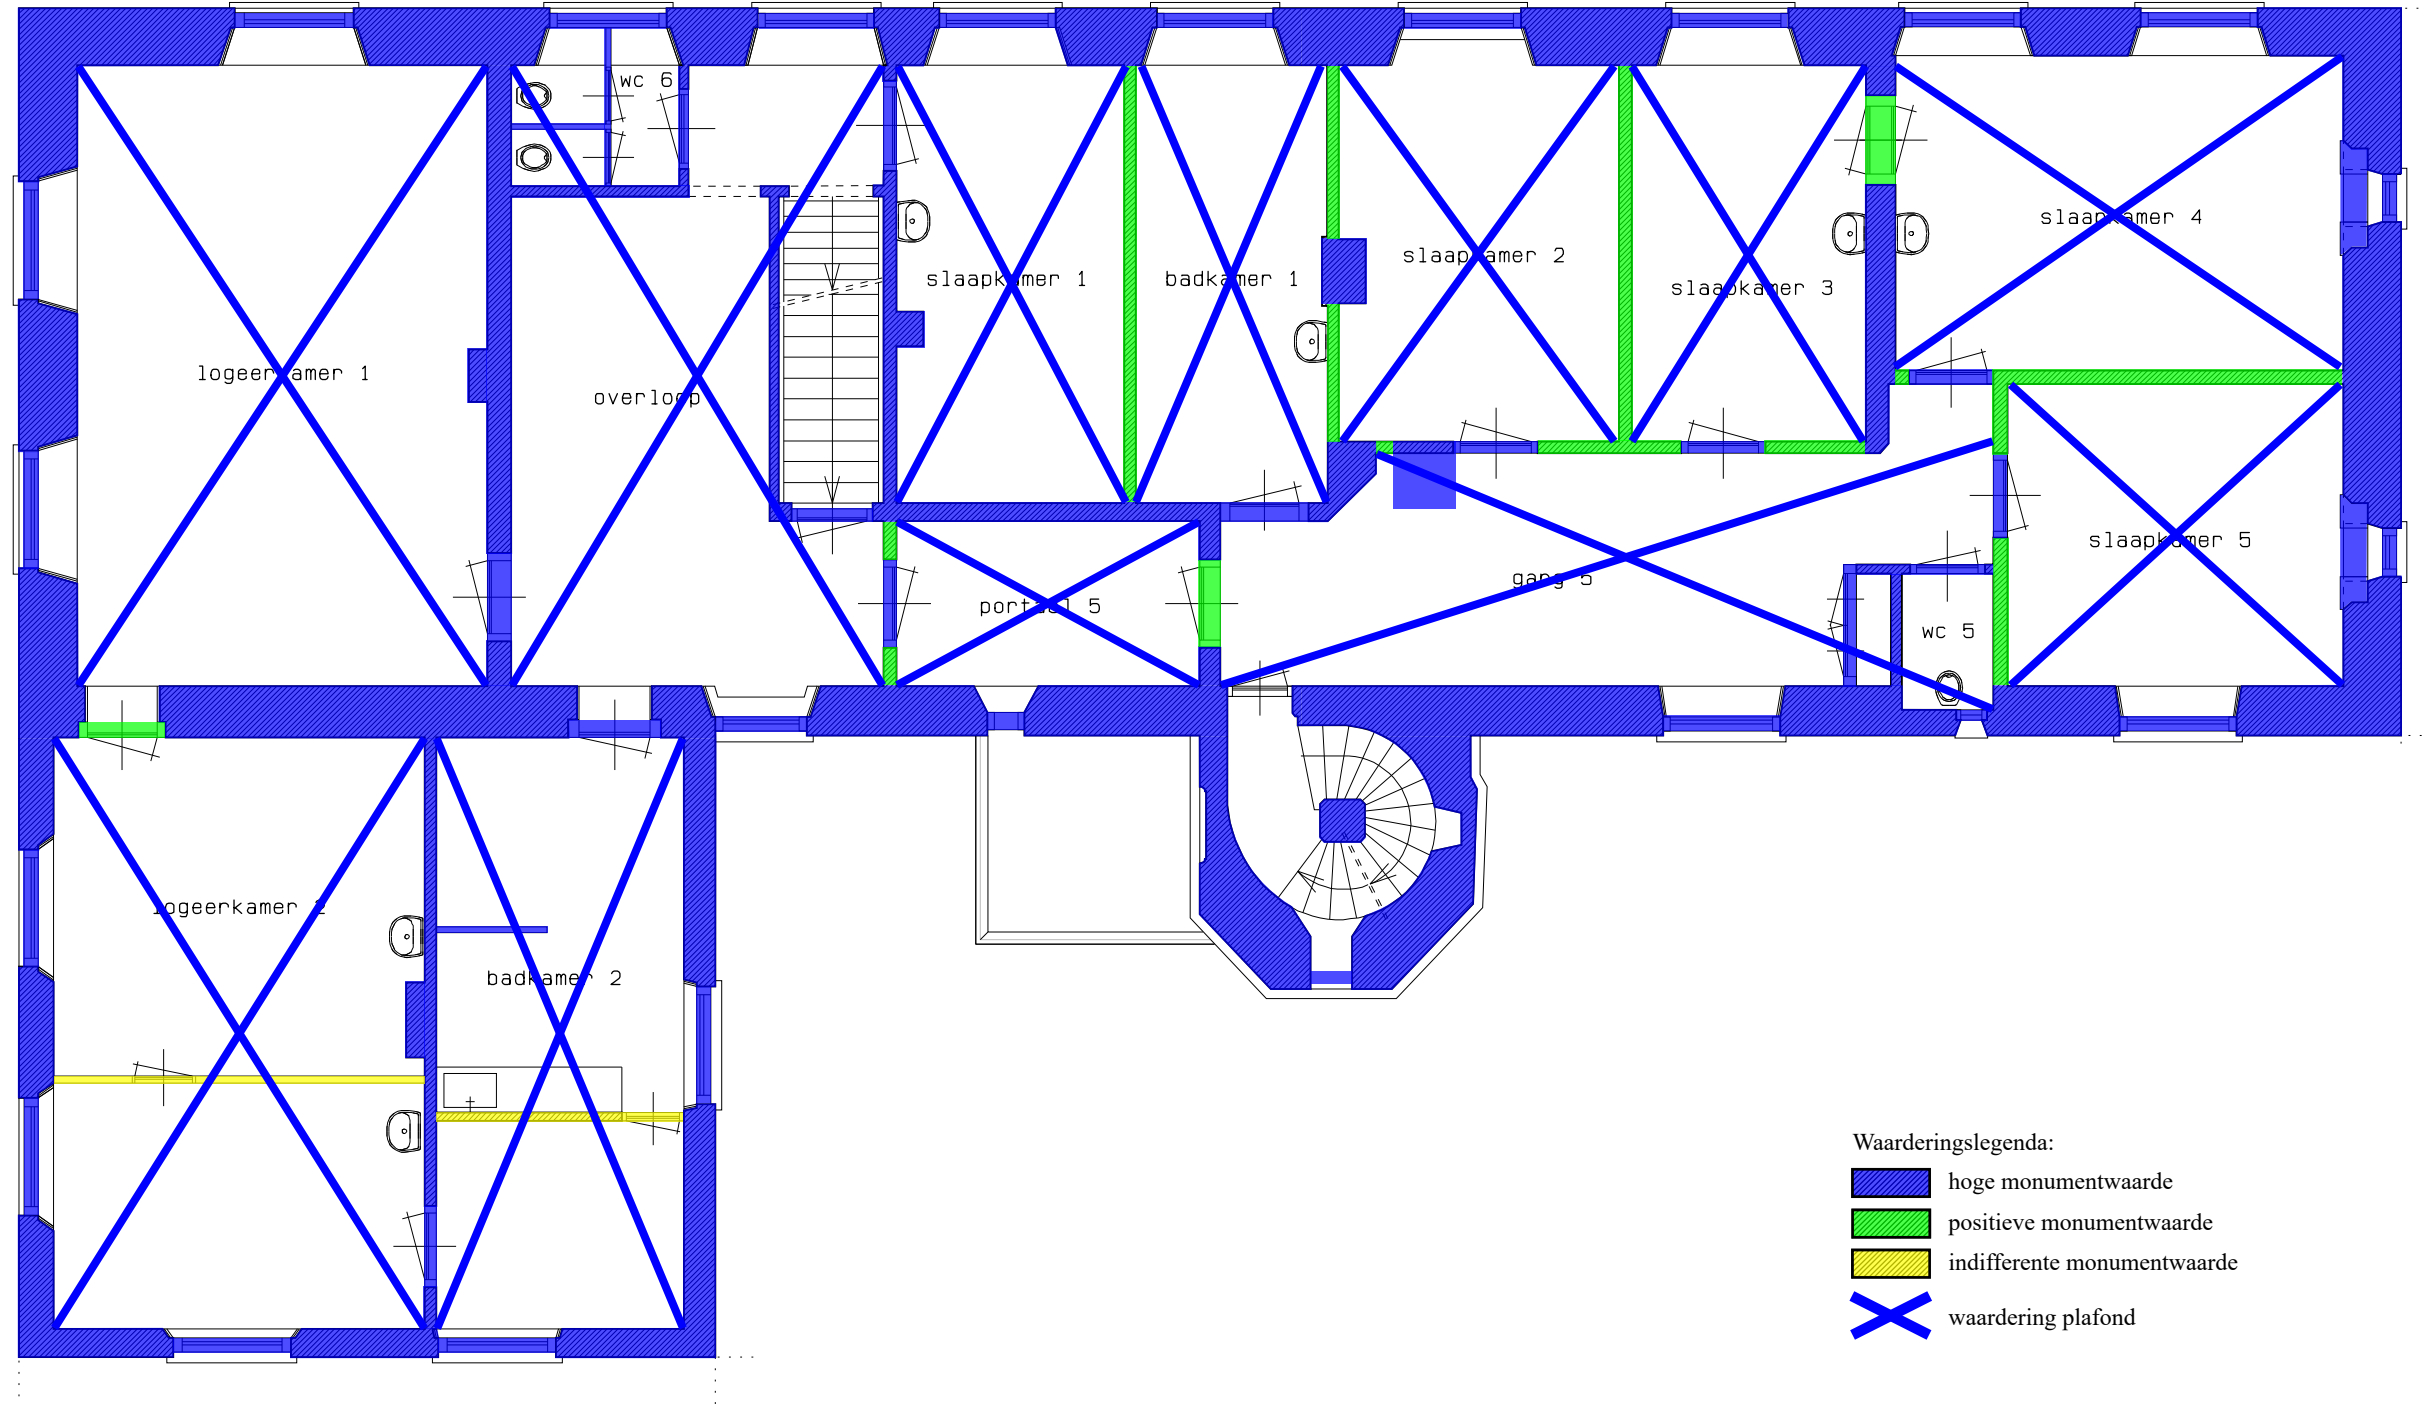 wc 6
slaapkamer 4
slaapkamer 2
slaapkamer 1
badkamer 1
slaapkamer 3
logeerkamer 1
overloop
slaapkamer 5
gang 5
portaal 5
wc 5
logeerkamer 2
badkamer 2
Waarderingslegenda:
hoge monumentwaarde
positieve monumentwaarde
indifferente monumentwaarde
waardering plafond